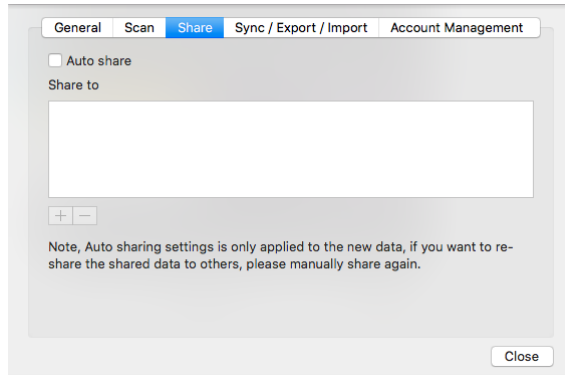 General Scan Share Sync / Export / Import Account Management
Auto share
Share to
+ −
Note, Auto sharing settings is only applied to the new data, if you want to re-
share the shared data to others, please manually share again.
Close